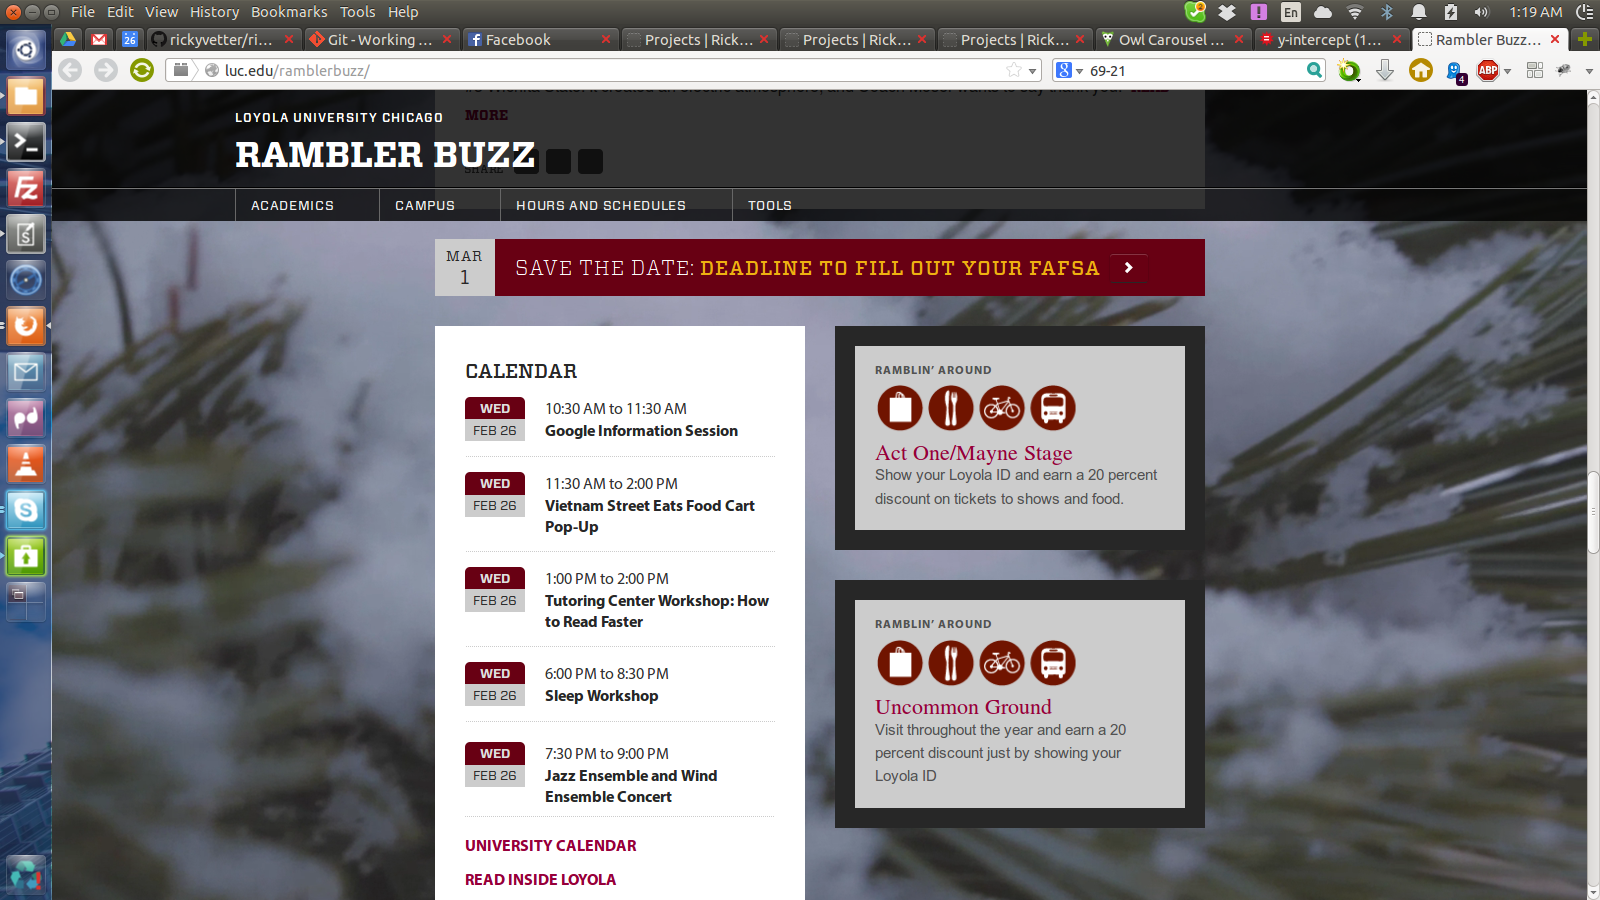 File Edit View History Bookmarks Tools Help
En
1:19 AM
26
rickyvetter/ri...
Git - Working ...
Facebook
Projects | Rick...
Projects | Rick...
Projects | Rick...
Owl Carousel ...
y-intercept (1...
Rambler Buzz...
luc.edu/ramblerbuzz/
69-21
ABP
4
MORE
LOYOLA UNIVERSITY CHICAGO
RAMBLER BUZZ
SHARE
ACADEMICS
CAMPUS
HOURS AND SCHEDULES
TOOLS
MAR
1
SAVE THE DATE: DEADLINE TO FILL OUT YOUR FAFSA
CALENDAR
WED
FEB 26
10:30 AM to 11:30 AM
Google Information Session
WED
FEB 26
11:30 AM to 2:00 PM
Vietnam Street Eats Food Cart
Pop-Up
WED
FEB 26
1:00 PM to 2:00 PM
Tutoring Center Workshop: How
to Read Faster
WED
FEB 26
6:00 PM to 8:30 PM
Sleep Workshop
WED
FEB 26
7:30 PM to 9:00 PM
Jazz Ensemble and Wind
Ensemble Concert
UNIVERSITY CALENDAR
READ INSIDE LOYOLA
RAMBLIN' AROUND
Act One/Mayne Stage
Show your Loyola ID and earn a 20 percent
discount on tickets to shows and food.
RAMBLIN' AROUND
Uncommon Ground
Visit throughout the year and earn a 20
percent discount just by showing your
Loyola ID